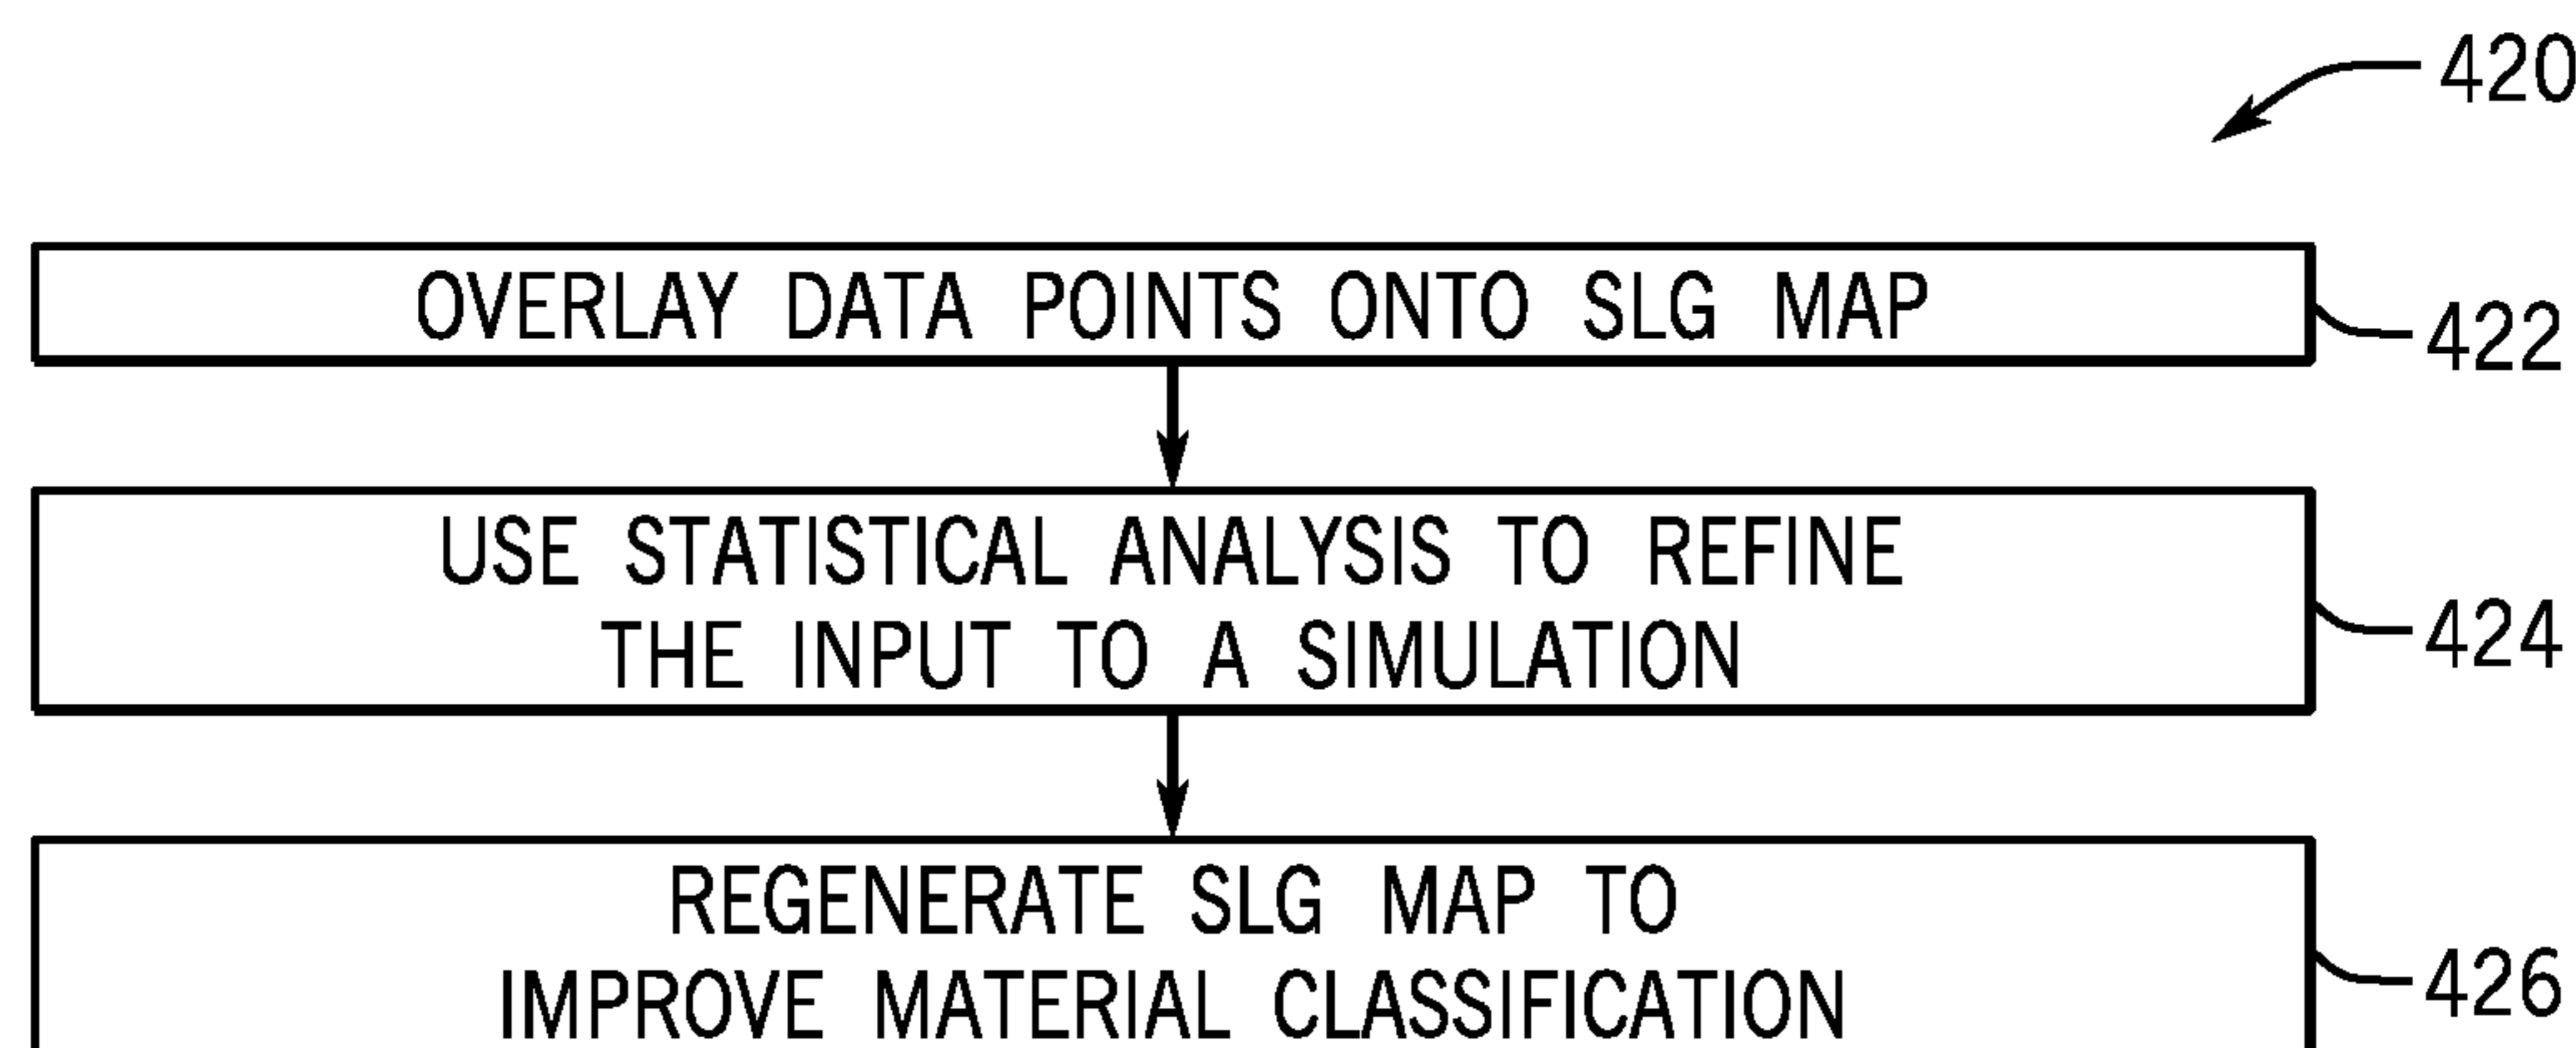 420
OVERLAY DATA POINTS ONTO SLG MAP
422
USE STATISTICAL ANALYSIS TO REFINE
THE INPUT TO A SIMULATION
424
REGENERATE SLG MAP TO
IMPROVE MATERIAL CLASSIFICATION
426